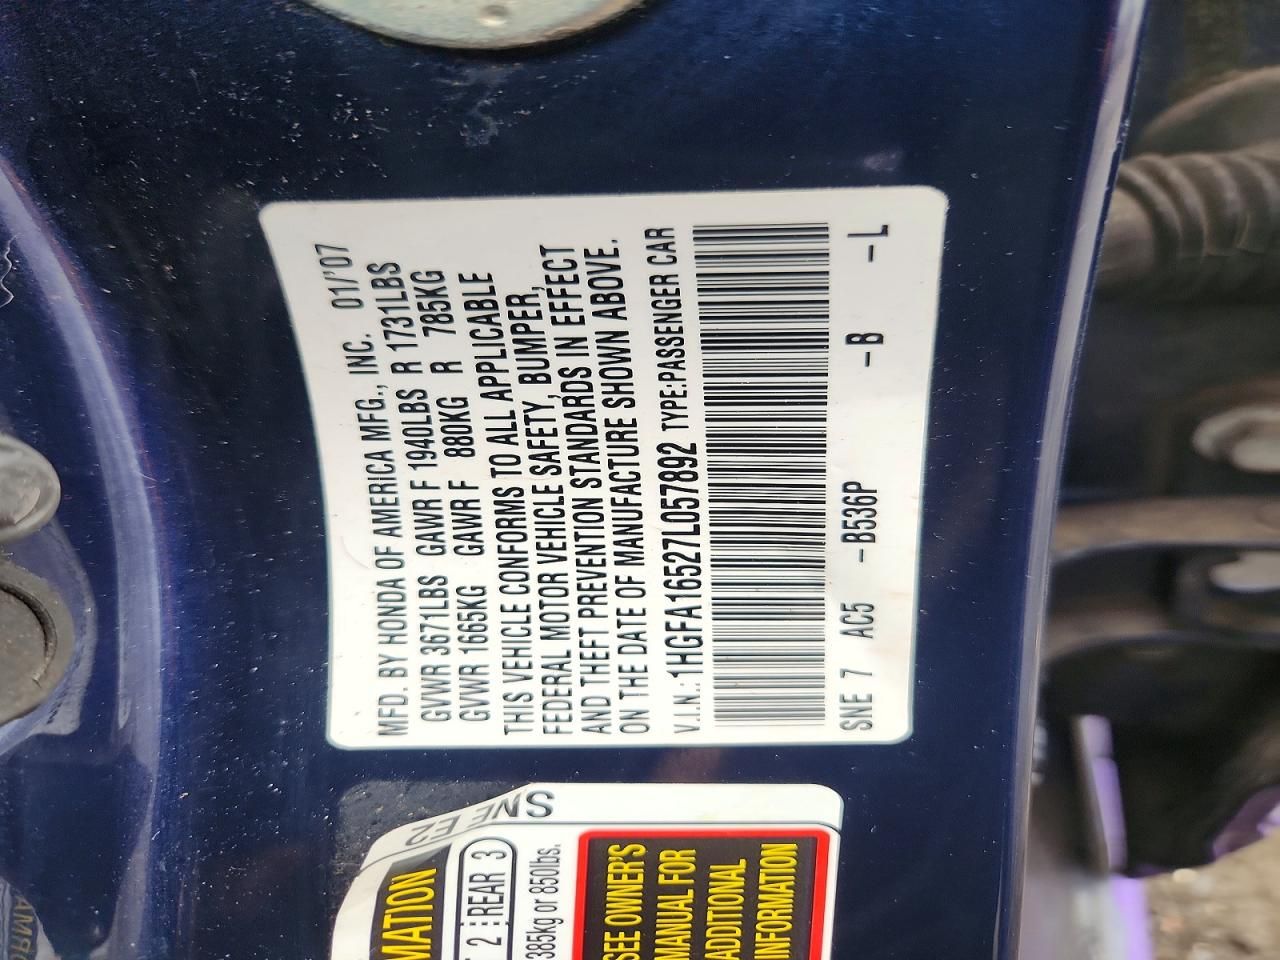 MFD. BY HONDA OF AMERICA MFG., INC. 01/'07
GVWR 3671LBS GAWR F 1940LBS R 1731LBS
GVWR 1665KG GAWR F 880KG R 785KG
THIS VEHICLE CONFORMS TO ALL APPLICABLE
FEDERAL MOTOR VEHICLE SAFETY, BUMPER,
AND THEFT PREVENTION STANDARDS IN EFFECT
ON THE DATE OF MANUFACTURE SHOWN ABOVE.
V.I.N.: 1HGFA16527L057892 TYPE:PASSENGER CAR
SNE 7 AC5 -B536P -B -L
SNE E2 S
MATION
2 REAR 3
385kg or 850lbs.
SEE OWNER'S
MANUAL FOR
ADDITIONAL
INFORMATION